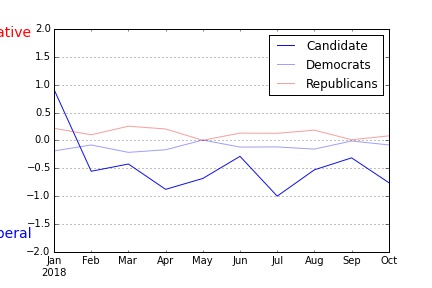 ative
eral
2.0
1.5
1.0
0.5
0.0
−0.5
−1.0
−1.5
−2.0
Candidate
Democrats
Republicans
Jan Feb Mar Apr May Jun Jul Aug Sep Oct
2018